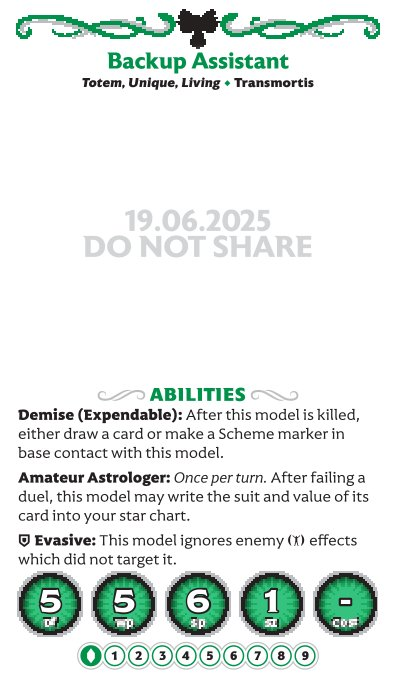 Backup Assistant
Totem, Unique, Living ⬥ Transmortis
19.06.2025
DO NOT SHARE
ABILITIES
Demise (Expendable): After this model is killed,
either draw a card or make a Scheme marker in
base contact with this model.
Amateur Astrologer: Once per turn. After failing a
duel, this model may write the suit and value of its
card into your star chart.
Evasive: This model ignores enemy effects
which did not target it.
5 5 6 1 -
Df Wp Sp Sz Cost
1 2 3 4 5 6 7 8 9